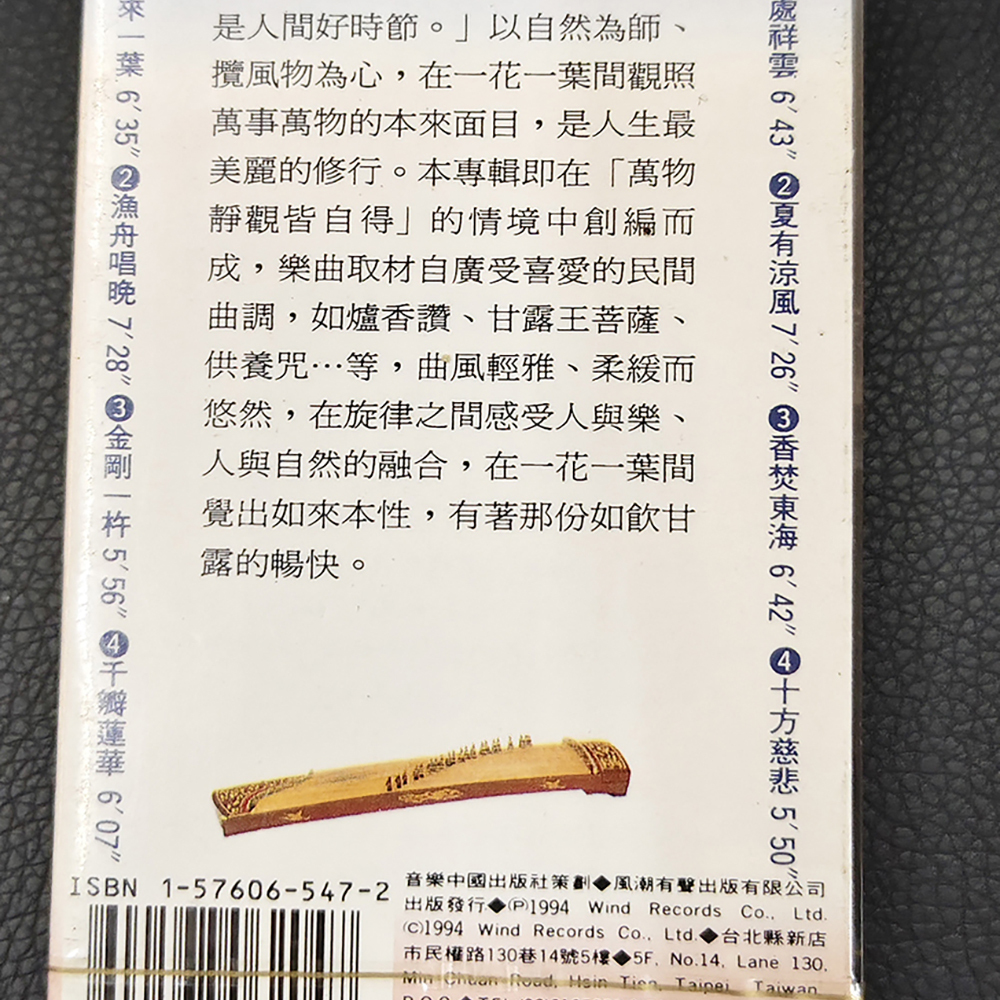 來一葉 6′35″ ❷漁舟唱晚 7′28″ ❸金剛一杵 5′56″ ❹千瓣蓮華 6′07″
是人間好時節。」以自然為師、
攬風物為心，在一花一葉間觀照
萬事萬物的本來面目，是人生最
美麗的修行。本專輯即在「萬物
靜觀皆自得」的情境中創編而
成，樂曲取材自廣受喜愛的民間
曲調，如爐香讚、甘露王菩薩、
供養咒…等，曲風輕雅、柔緩而
悠然，在旋律之間感受人與樂、
人與自然的融合，在一花一葉間
覺出如來本性，有著那份如飲甘
露的暢快。
處祥雲 6′43″ ❷夏有涼風 7′26″ ❸香焚東海 6′42″ ❹十方慈悲 5′50″
ISBN 1-57606-547-2
音樂中國出版社策劃◆風潮有聲出版有限公司
出版發行◆Ⓟ1994 Wind Records Co., Ltd.
©1994 Wind Records Co., Ltd.◆台北縣新店
市民權路130巷14號5樓◆5F, No.14, Lane 130,
Min Chuan Road, Hsin Tien, Taipei, Taiwan,